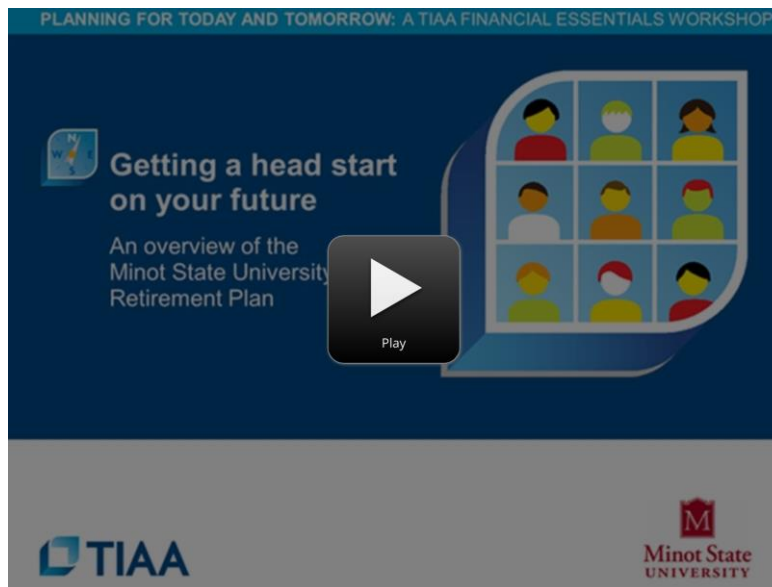 PLANNING FOR TODAY AND TOMORROW: A TIAA FINANCIAL ESSENTIALS WORKSHOP
N
W E
S
Getting a head start
on your future
An overview of the
Minot State University
Retirement Plan
Play
TIAA
M
Minot State
UNIVERSITY